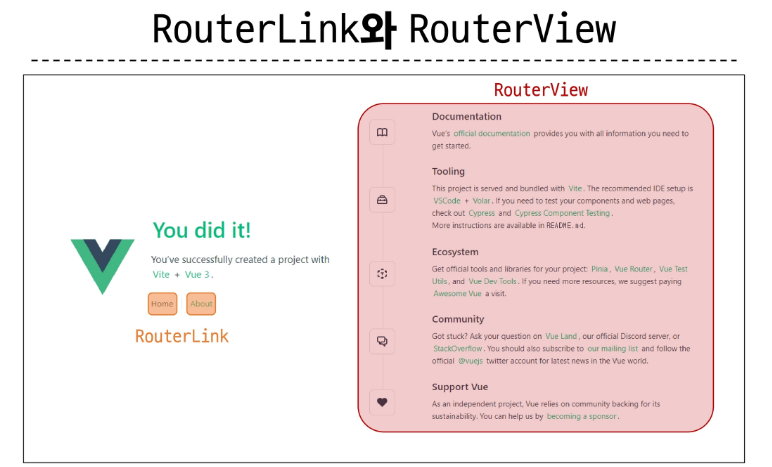 RouterLink와 RouterView
RouterView
Documentation
Vue's official documentation provides you with all information you need to
get started.
Tooling
This project is served and bundled with Vite. The recommended IDE setup is
VSCode + Volar. If you need to test your components and web pages,
check out Cypress and Cypress Component Testing.
More instructions are available in README.md.
Ecosystem
Get official tools and libraries for your project: Pinia, Vue Router, Vue Test
Utils, and Vue Dev Tools. If you need more resources, we suggest paying
Awesome Vue a visit.
Community
Got stuck? Ask your question on Vue Land, our official Discord server, or
StackOverflow. You should also subscribe to our mailing list and follow the
official @vuejs twitter account for latest news in the Vue world.
Support Vue
As an independent project, Vue relies on community backing for its
sustainability. You can help us by becoming a sponsor.
You did it!
You've successfully created a project with
Vite + Vue 3.
Home About
RouterLink